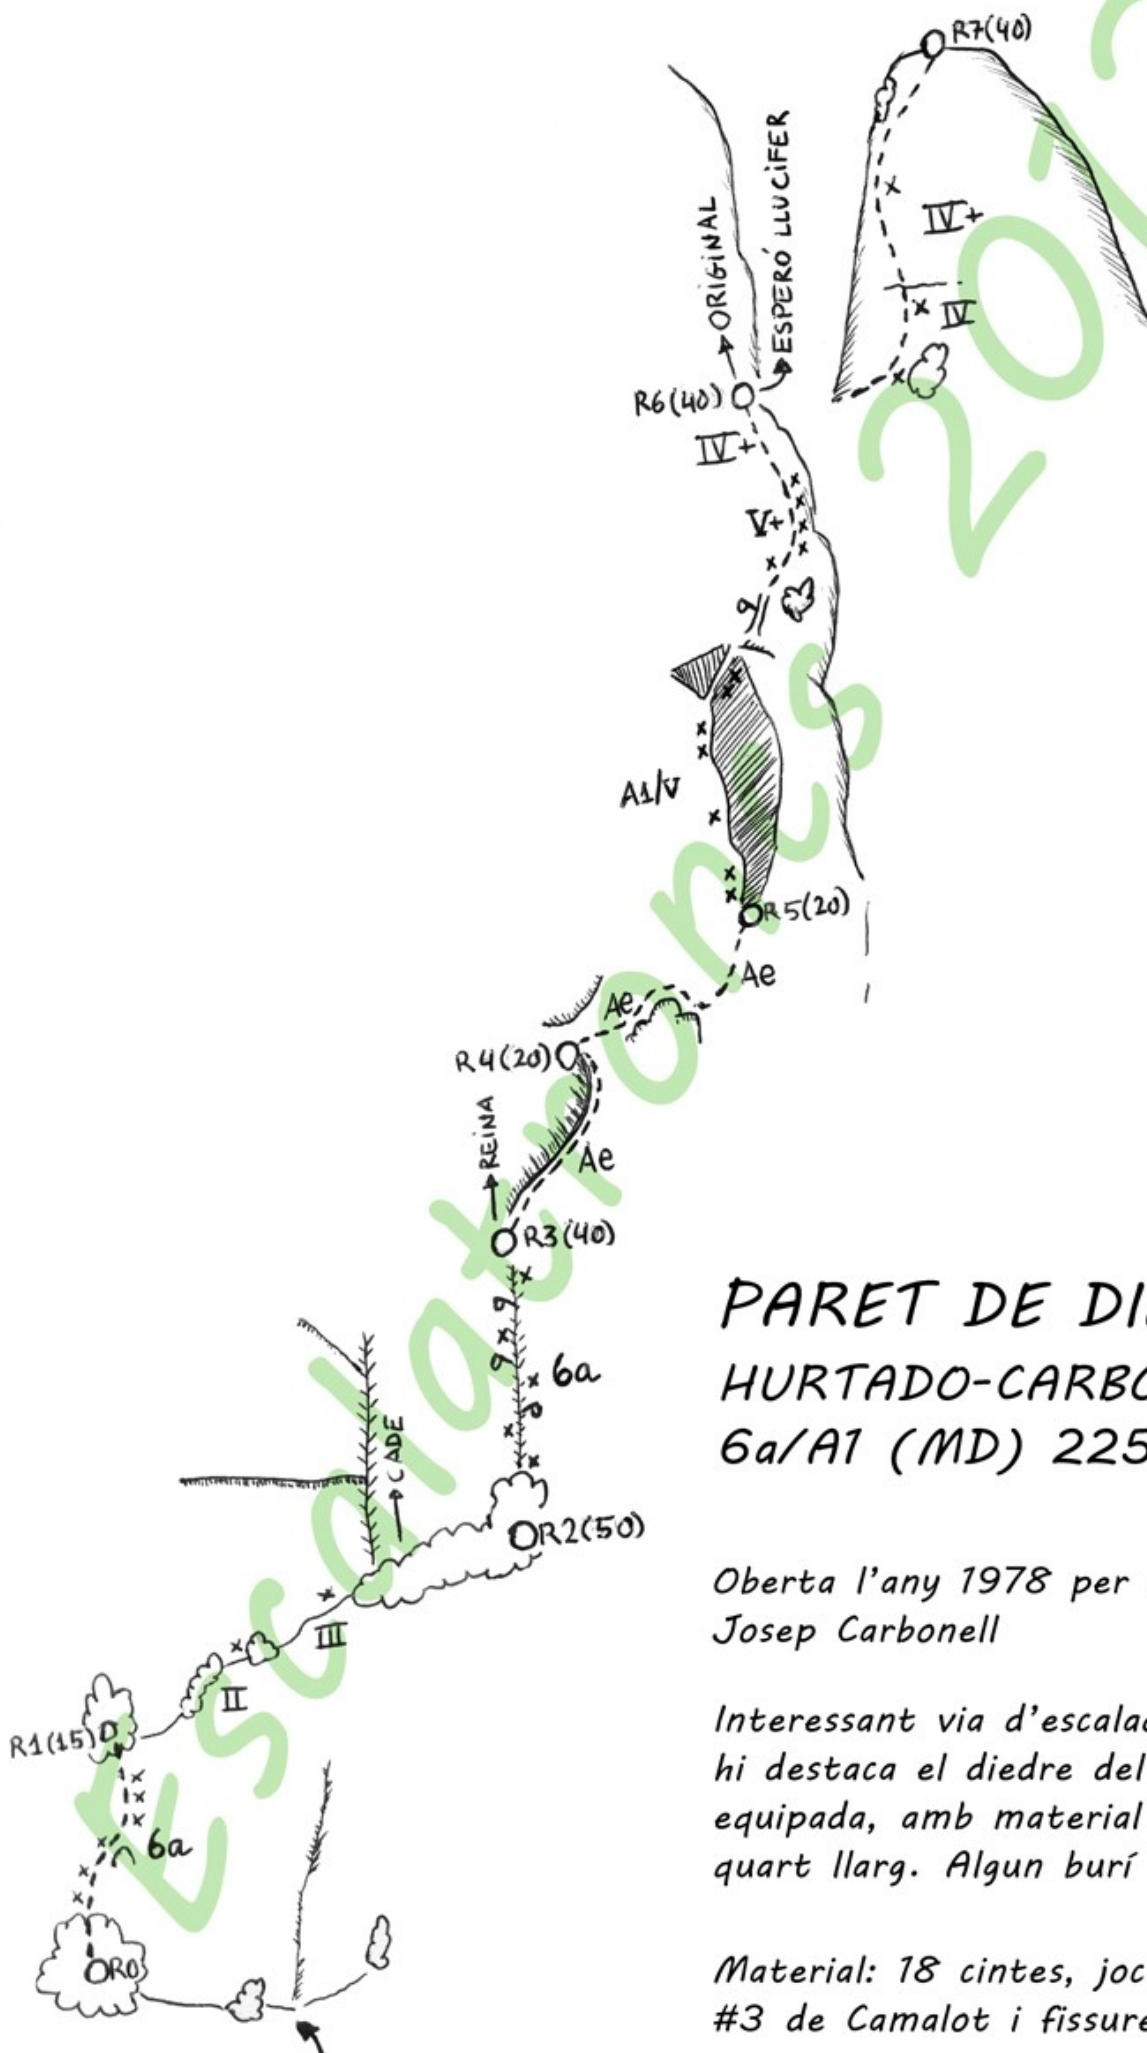 R7(40)
IV+
IV
ORIGINAL
ESPERÓ LLUCIFER
R6(40)
IV+
V+
A1/V
R5(20)
Ae
Ae
R4(20)
REINA
Ae
R3(40)
6a
CADE
R2(50)
III
II
R1(15)
6a
R0
PARET DE DI
HURTADO-CARBO
6a/A1 (MD) 225
Oberta l'any 1978 per
Josep Carbonell
Interessant via d'escala
hi destaca el diedre del
equipada, amb material
quart llarg. Algun burí
Material: 18 cintes, joc
#3 de Camalot i fissure
Escalatroncs 201